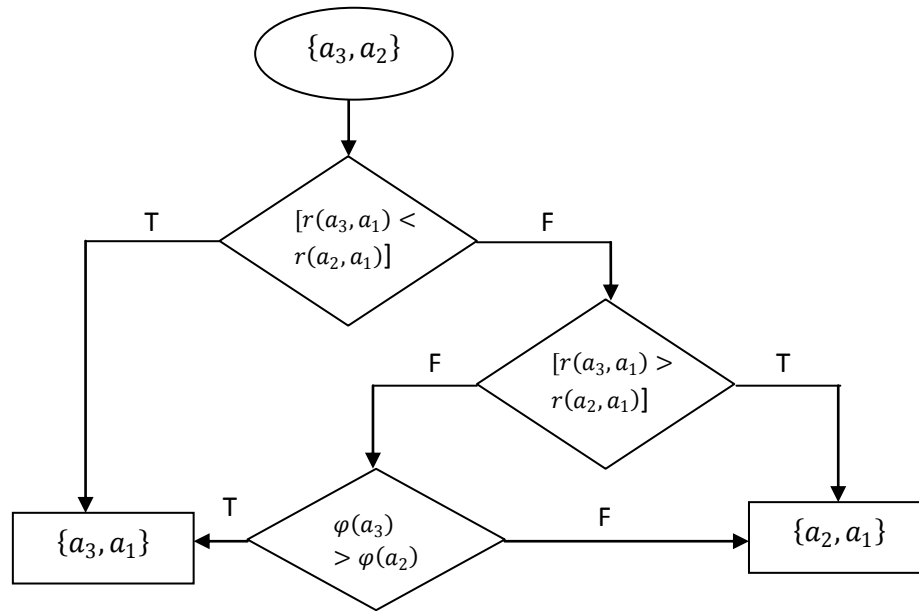 {a₃, a₂}
T
[r(a₃, a₁) <
r(a₂, a₁)]
F
F
[r(a₃, a₁) >
r(a₂, a₁)]
T
{a₃, a₁}
T
φ(a₃)
> φ(a₂)
F
{a₂, a₁}